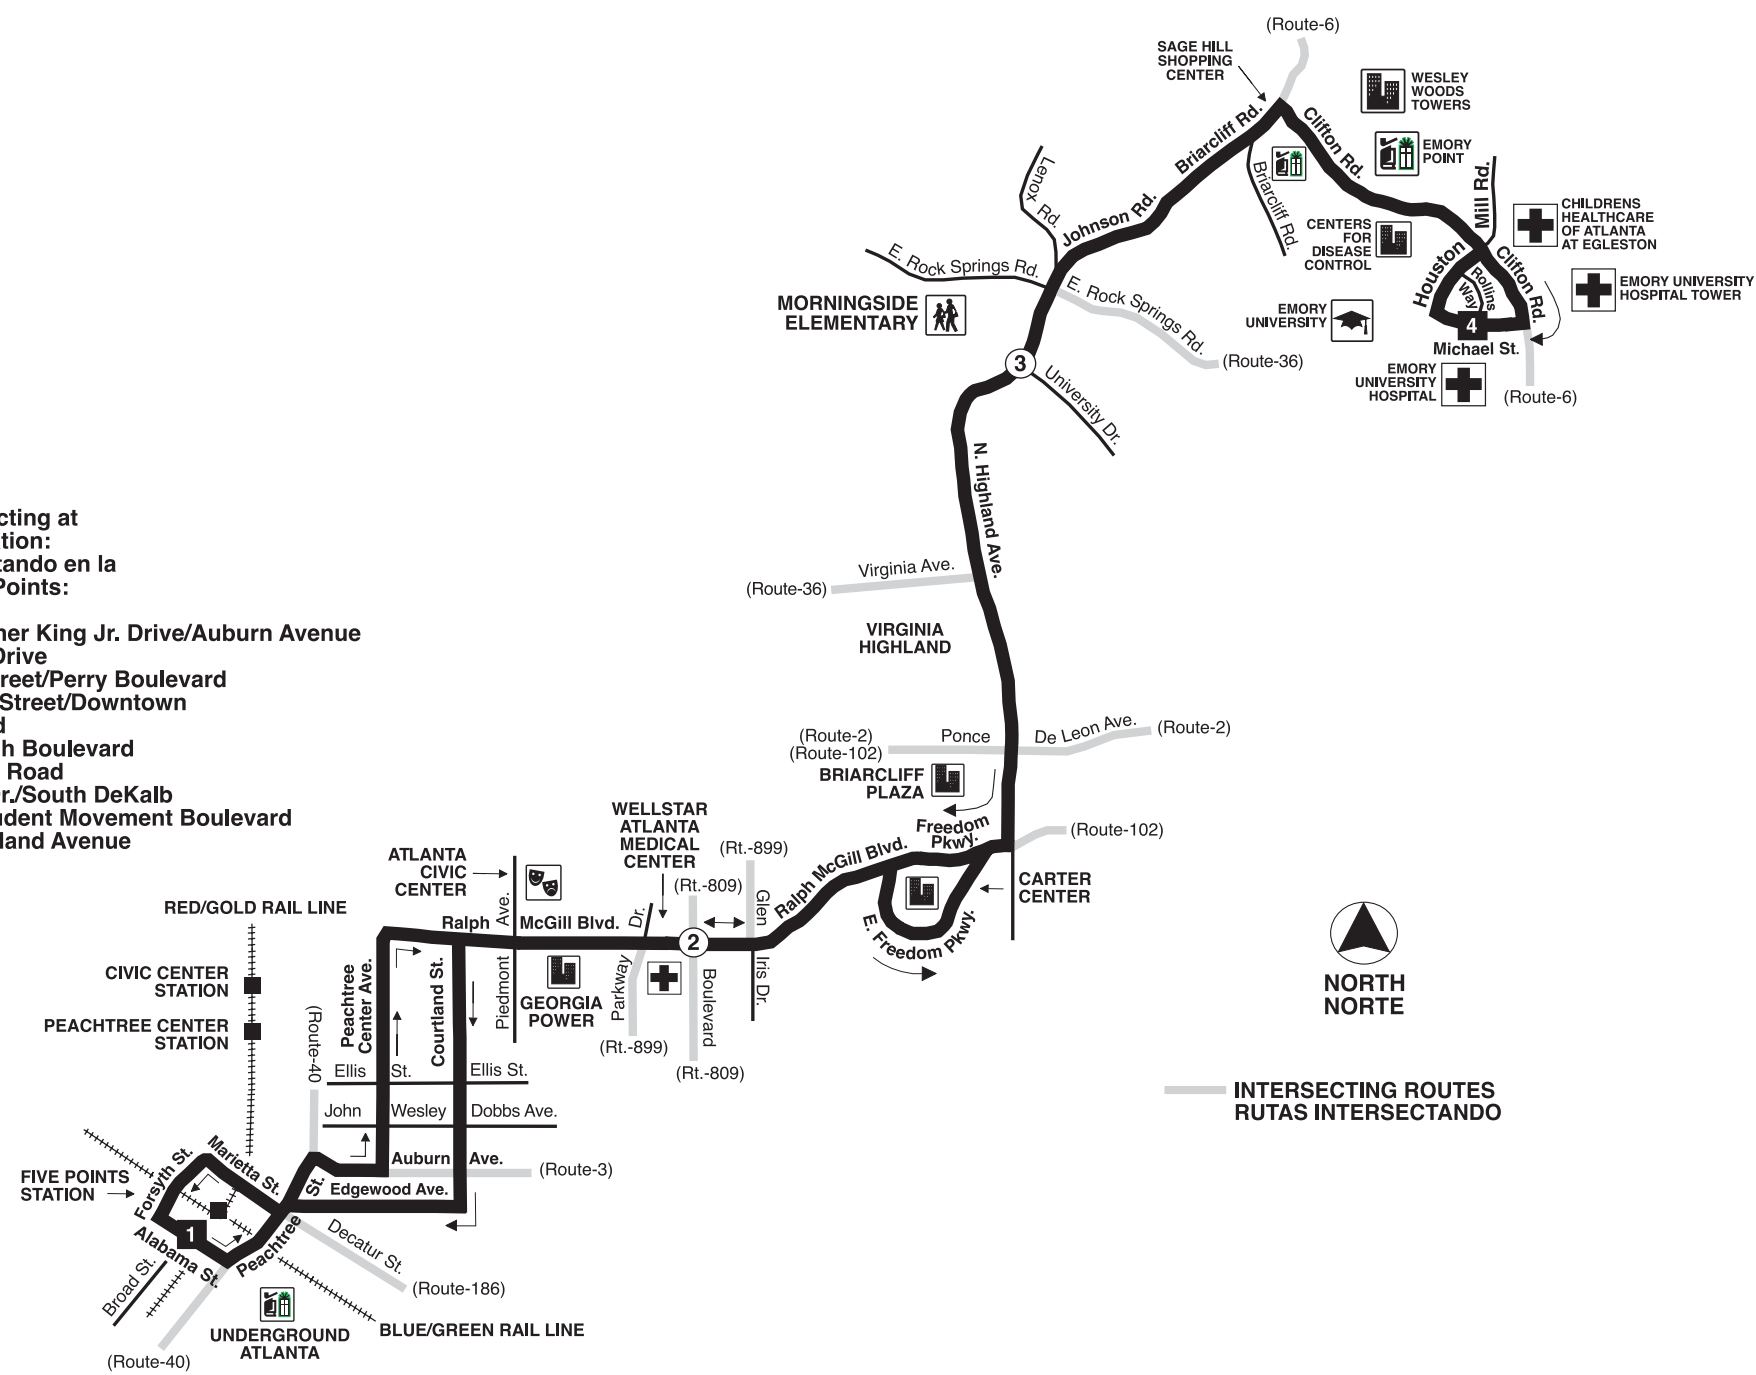 (Route-6)
SAGE HILL
SHOPPING
CENTER
WESLEY
WOODS
TOWERS
Briarcliff Rd.
Clifton Rd.
EMORY
POINT
Lenox
Rd.
Briarcliff Rd.
Mill Rd.
Johnson Rd.
CENTERS
FOR
DISEASE
CONTROL
CHILDRENS
HEALTHCARE
OF ATLANTA
AT EGLESTON
Houston
Clifton Rd.
Rollins
Way
E. Rock Springs Rd.
E. Rock Springs Rd.
EMORY UNIVERSITY
HOSPITAL TOWER
MORNINGSIDE
ELEMENTARY
EMORY
UNIVERSITY
4
Michael St.
(Route-36)
3
EMORY
UNIVERSITY
HOSPITAL
(Route-6)
University Dr.
N. Highland Ave.
cting at
tion:
tando en la
Points:
Virginia Ave.
(Route-36)
VIRGINIA
HIGHLAND
her King Jr. Drive/Auburn Avenue
Drive
reet/Perry Boulevard
Street/Downtown
d
h Boulevard
Road
r./South DeKalb
udent Movement Boulevard
land Avenue
(Route-2)
(Route-102)
Ponce
De Leon Ave.
(Route-2)
BRIARCLIFF
PLAZA
Freedom
Pkwy.
(Route-102)
WELLSTAR
ATLANTA
MEDICAL
CENTER
(Rt.-899)
Ralph McGill Blvd.
ATLANTA
CIVIC
CENTER
(Rt.-809)
CARTER
CENTER
RED/GOLD RAIL LINE
Ralph
Ave.
McGill Blvd.
Dr.
2
Glen
E. Freedom Pkwy.
CIVIC CENTER
STATION
PEACHTREE CENTER
STATION
Peachtree
Center Ave.
Courtland St.
Piedmont
GEORGIA
POWER
Parkway
Boulevard
Iris Dr.
NORTH
NORTE
(Route-40)
(Rt.-899)
(Rt.-809)
Ellis
St.
Ellis St.
INTERSECTING ROUTES
RUTAS INTERSECTANDO
John
Wesley
Dobbs Ave.
Forsyth St.
Marietta St.
Auburn
Ave.
(Route-3)
FIVE POINTS
STATION
St.
Edgewood Ave.
1
Alabama St.
Peachtree
Decatur St.
Broad St.
(Route-186)
UNDERGROUND
ATLANTA
BLUE/GREEN RAIL LINE
(Route-40)